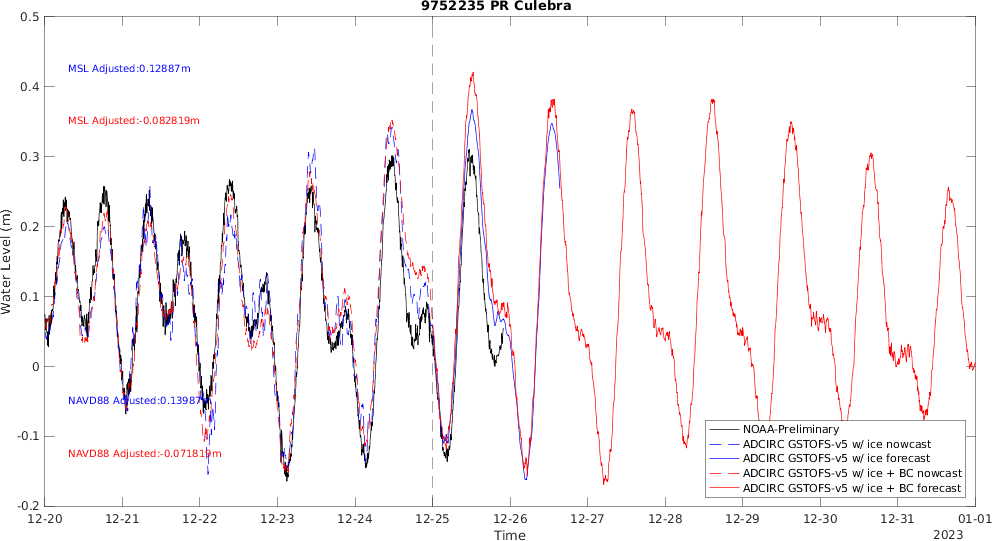 9752235 PR Culebra
0.5
0.4
0.3
0.2
0.1
0
-0.1
-0.2
Water Level (m)
MSL Adjusted:0.12887m
MSL Adjusted:-0.082819m
NAVD88 Adjusted:0.13987
NAVD88 Adjusted:-0.071819m
NOAA-Preliminary
ADCIRC GSTOFS-v5 w/ ice nowcast
ADCIRC GSTOFS-v5 w/ ice forecast
ADCIRC GSTOFS-v5 w/ice + BC nowcast
ADCIRC GSTOFS-v5 w/ice + BC forecast
12-20 12-21 12-22 12-23 12-24 12-25 12-26 12-27 12-28 12-29 12-30 12-31 01-01
Time
2023